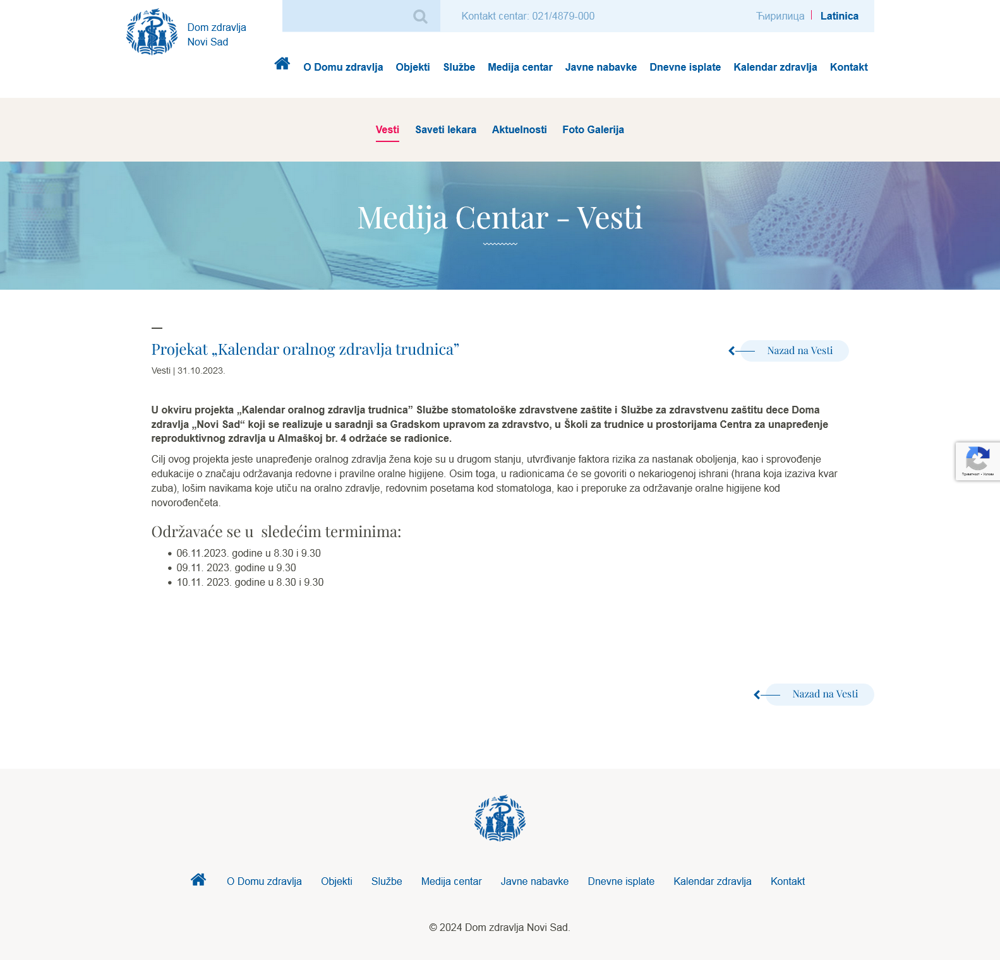 Dom zdravlja
Novi Sad
Kontakt centar: 021/4879-000
Ћирилица
Latinica
O Domu zdravlja
Objekti
Službe
Medija centar
Javne nabavke
Dnevne isplate
Kalendar zdravlja
Kontakt
Vesti
Saveti lekara
Aktuelnosti
Foto Galerija
Medija Centar - Vesti
Projekat „Kalendar oralnog zdravlja trudnica”
Nazad na Vesti
Vesti | 31.10.2023.
U okviru projekta „Kalendar oralnog zdravlja trudnica” Službe stomatološke zdravstvene zaštite i Službe za zdravstvenu zaštitu dece Doma
zdravlja „Novi Sad“ koji se realizuje u saradnji sa Gradskom upravom za zdravstvo, u Školi za trudnice u prostorijama Centra za unapređenje
reproduktivnog zdravlja u Almaškoj br. 4 održaće se radionice.
Cilj ovog projekta jeste unapređenje oralnog zdravlja žena koje su u drugom stanju, utvrđivanje faktora rizika za nastanak oboljenja, kao i sprovođenje
edukacije o značaju održavanja redovne i pravilne oralne higijene. Osim toga, u radionicama će se govoriti o nekariogenoj ishrani (hrana koja izaziva kvar
zuba), lošim navikama koje utiču na oralno zdravlje, redovnim posetama kod stomatologa, kao i preporuke za održavanje oralne higijene kod
novorođenčeta.
Приватност • Услови
Održavaće se u  sledećim terminima:
• 06.11.2023. godine u 8.30 i 9.30
• 09.11. 2023. godine u 9.30
• 10.11. 2023. godine u 8.30 i 9.30
Nazad na Vesti
O Domu zdravlja
Objekti
Službe
Medija centar
Javne nabavke
Dnevne isplate
Kalendar zdravlja
Kontakt
© 2024 Dom zdravlja Novi Sad.